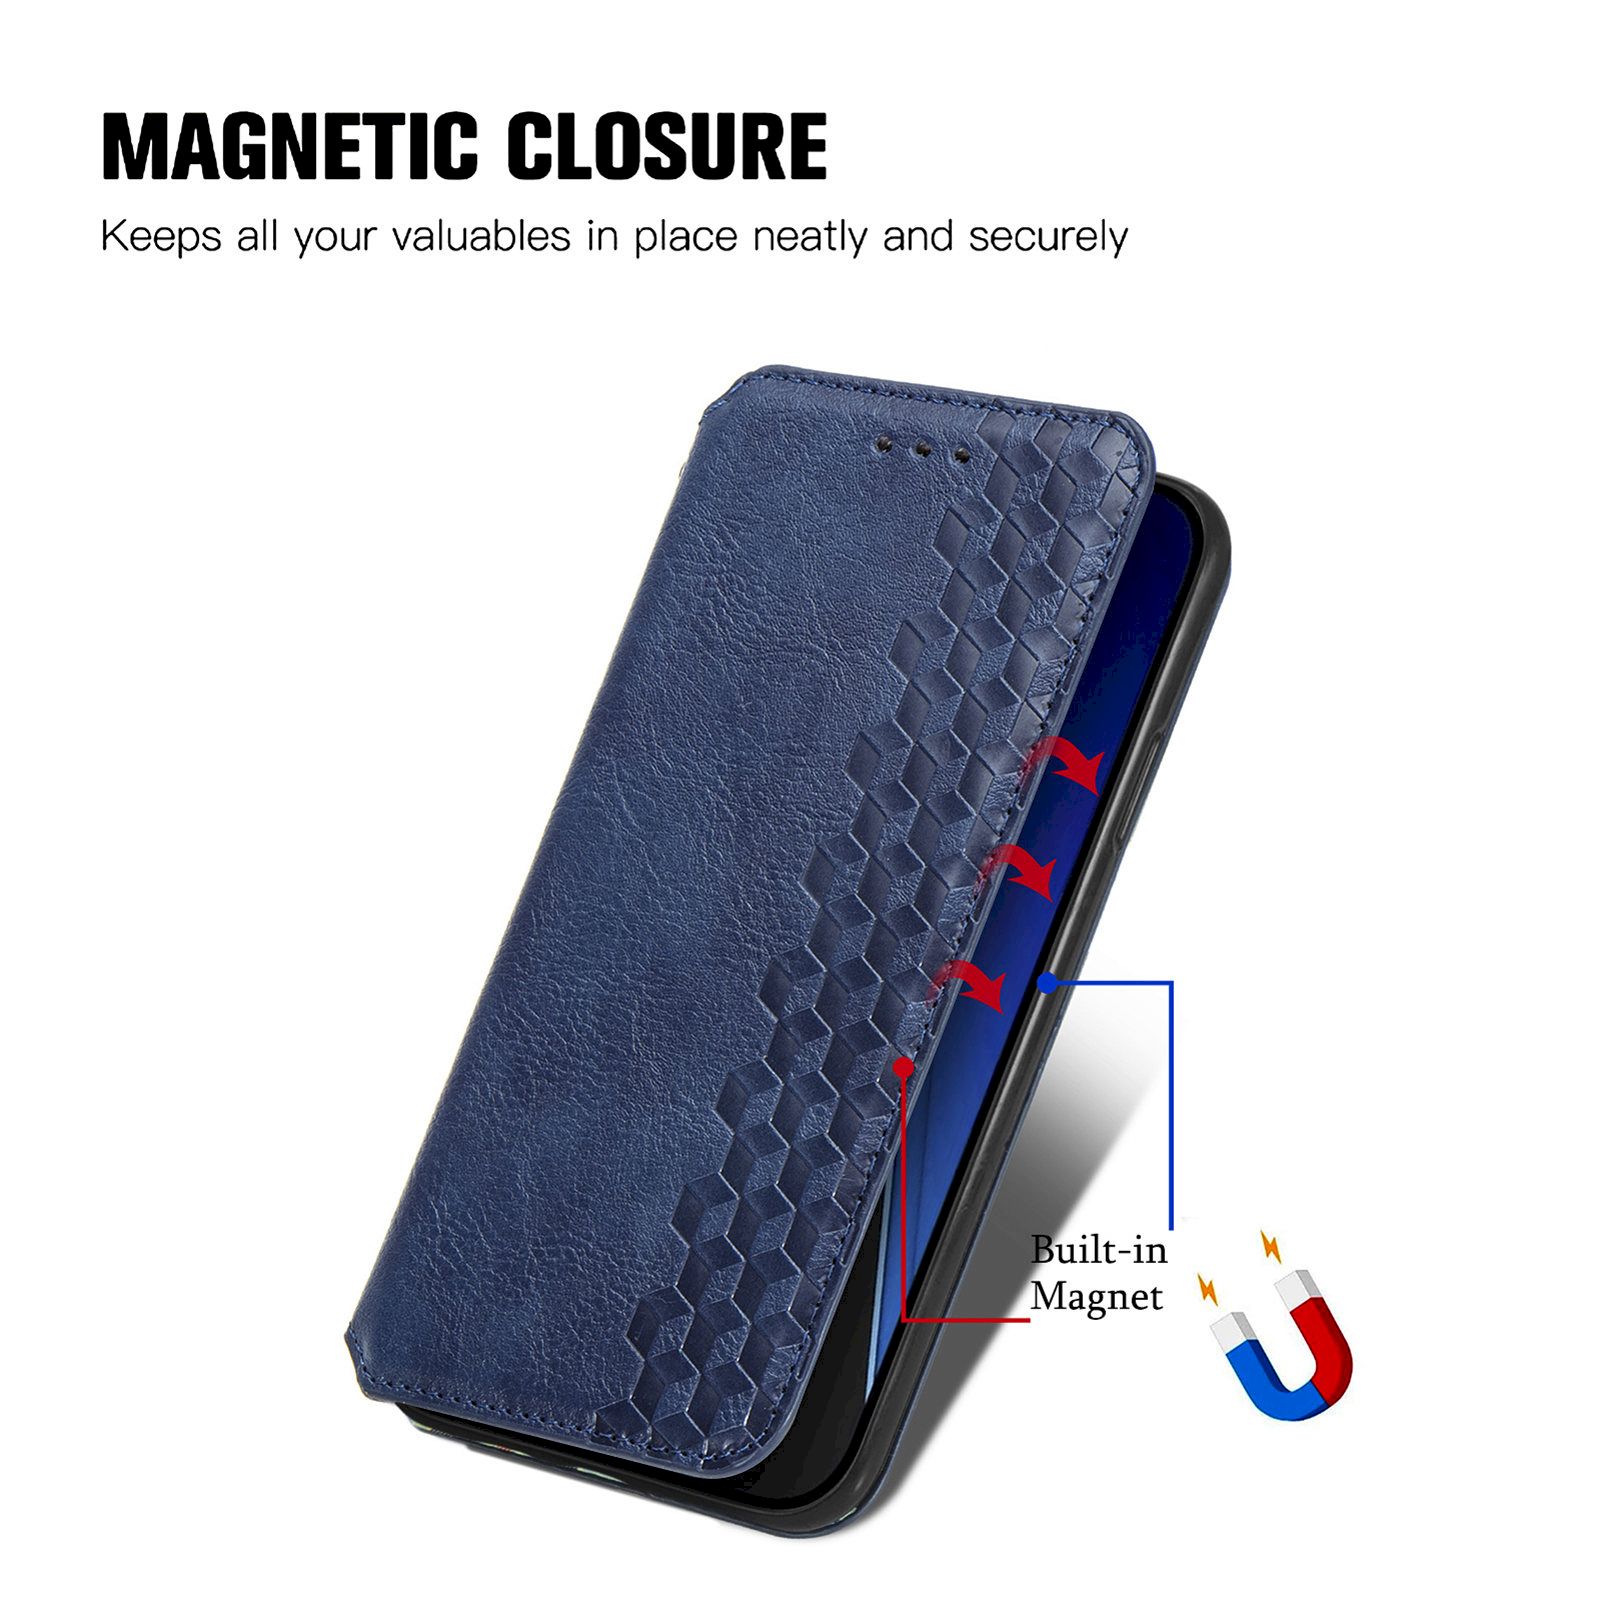 MAGNETIC CLOSURE
Keeps all your valuables in place neatly and securely
Built-in
Magnet